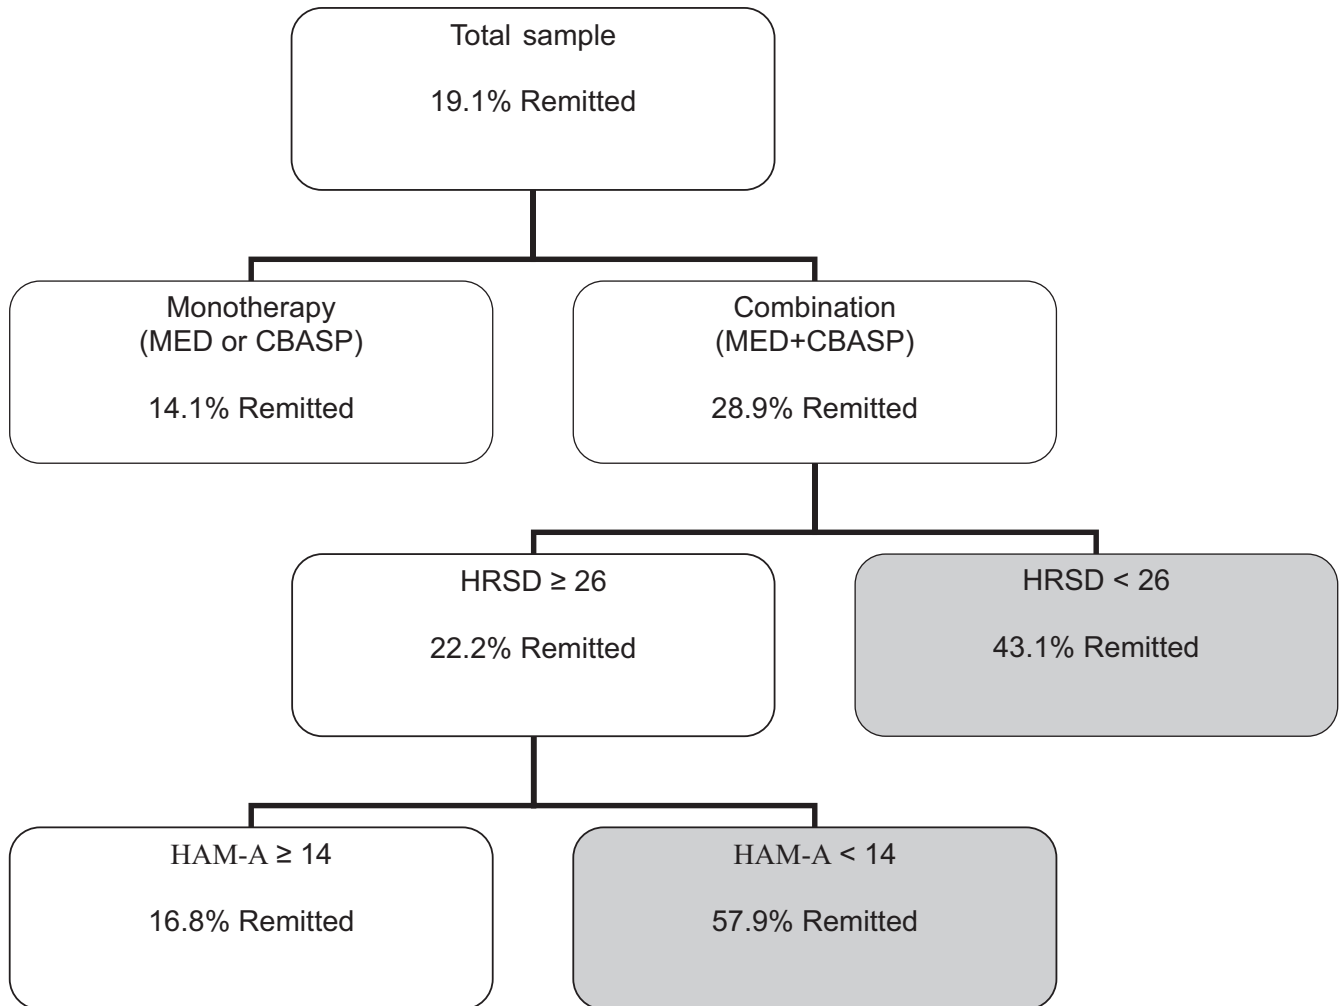 Total sample
19.1% Remitted
Monotherapy
(MED or CBASP)
14.1% Remitted
Combination
(MED+CBASP)
28.9% Remitted
HRSD ≥ 26
22.2% Remitted
HRSD < 26
43.1% Remitted
HAM-A ≥ 14
16.8% Remitted
HAM-A < 14
57.9% Remitted